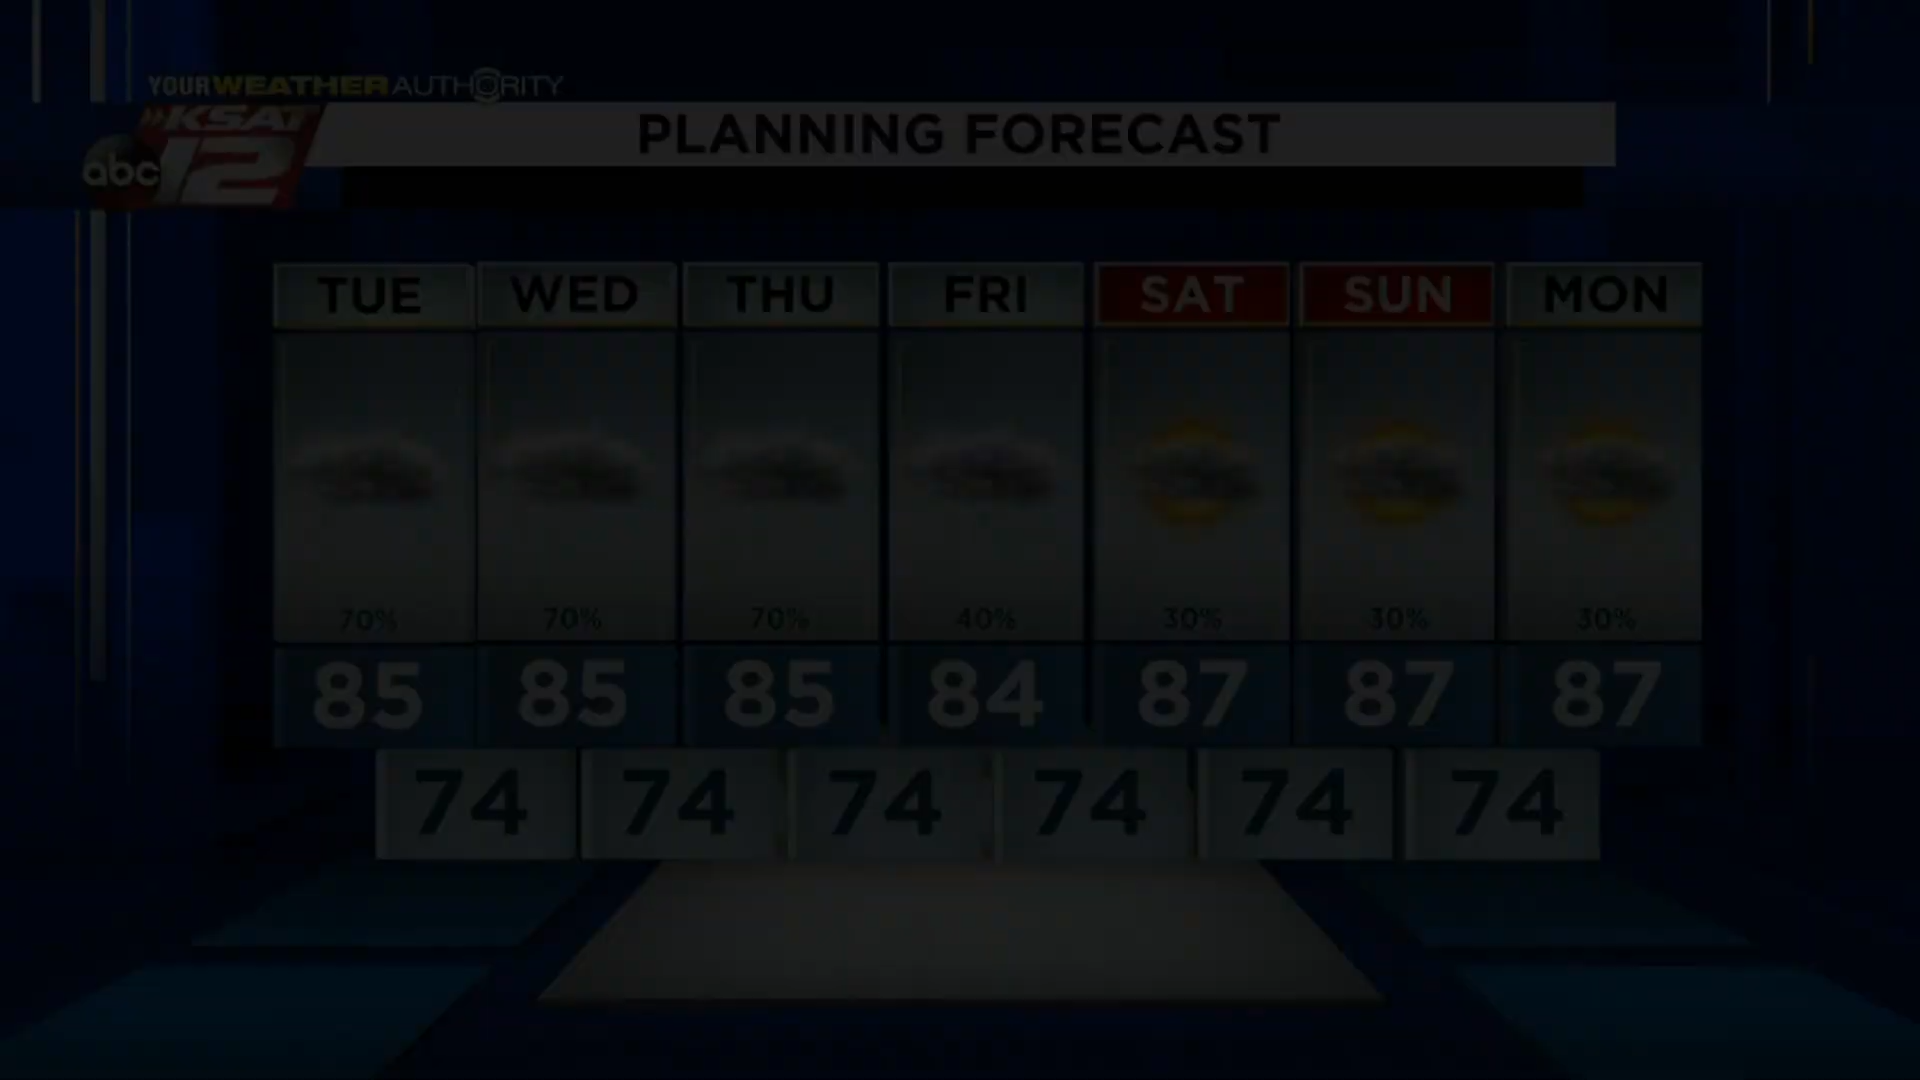 YOUR WEATHER AUTHORITY
KSAT
abc 12
PLANNING FORECAST
TUE WED THU FRI SAT SUN MON
70% 70% 70% 40% 30% 30% 30%
85 85 85 84 87 87 87
74 74 74 74 74 74